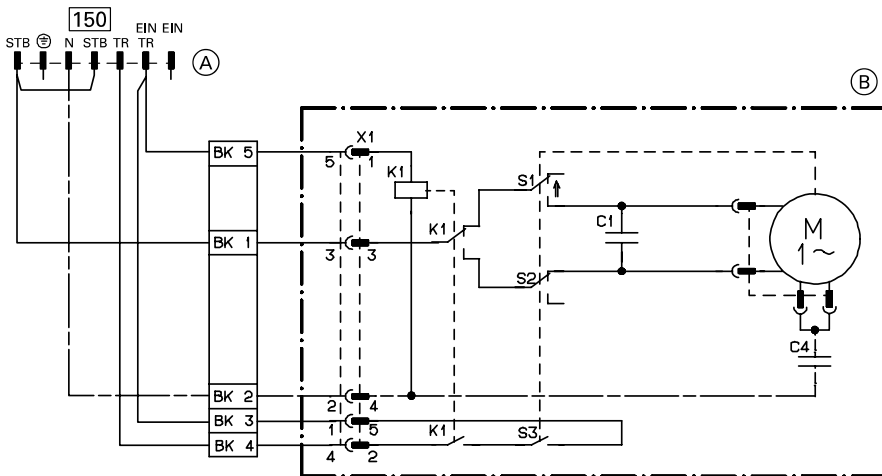 150
STB N STB TR EIN TR EIN
A
B
BK 5
5 X1 1
K1
S1
C1
M
1~
BK 1
3 3
K1
S2
C4
BK 2
2 4
BK 3
1 5
BK 4
4 2
K1
S3